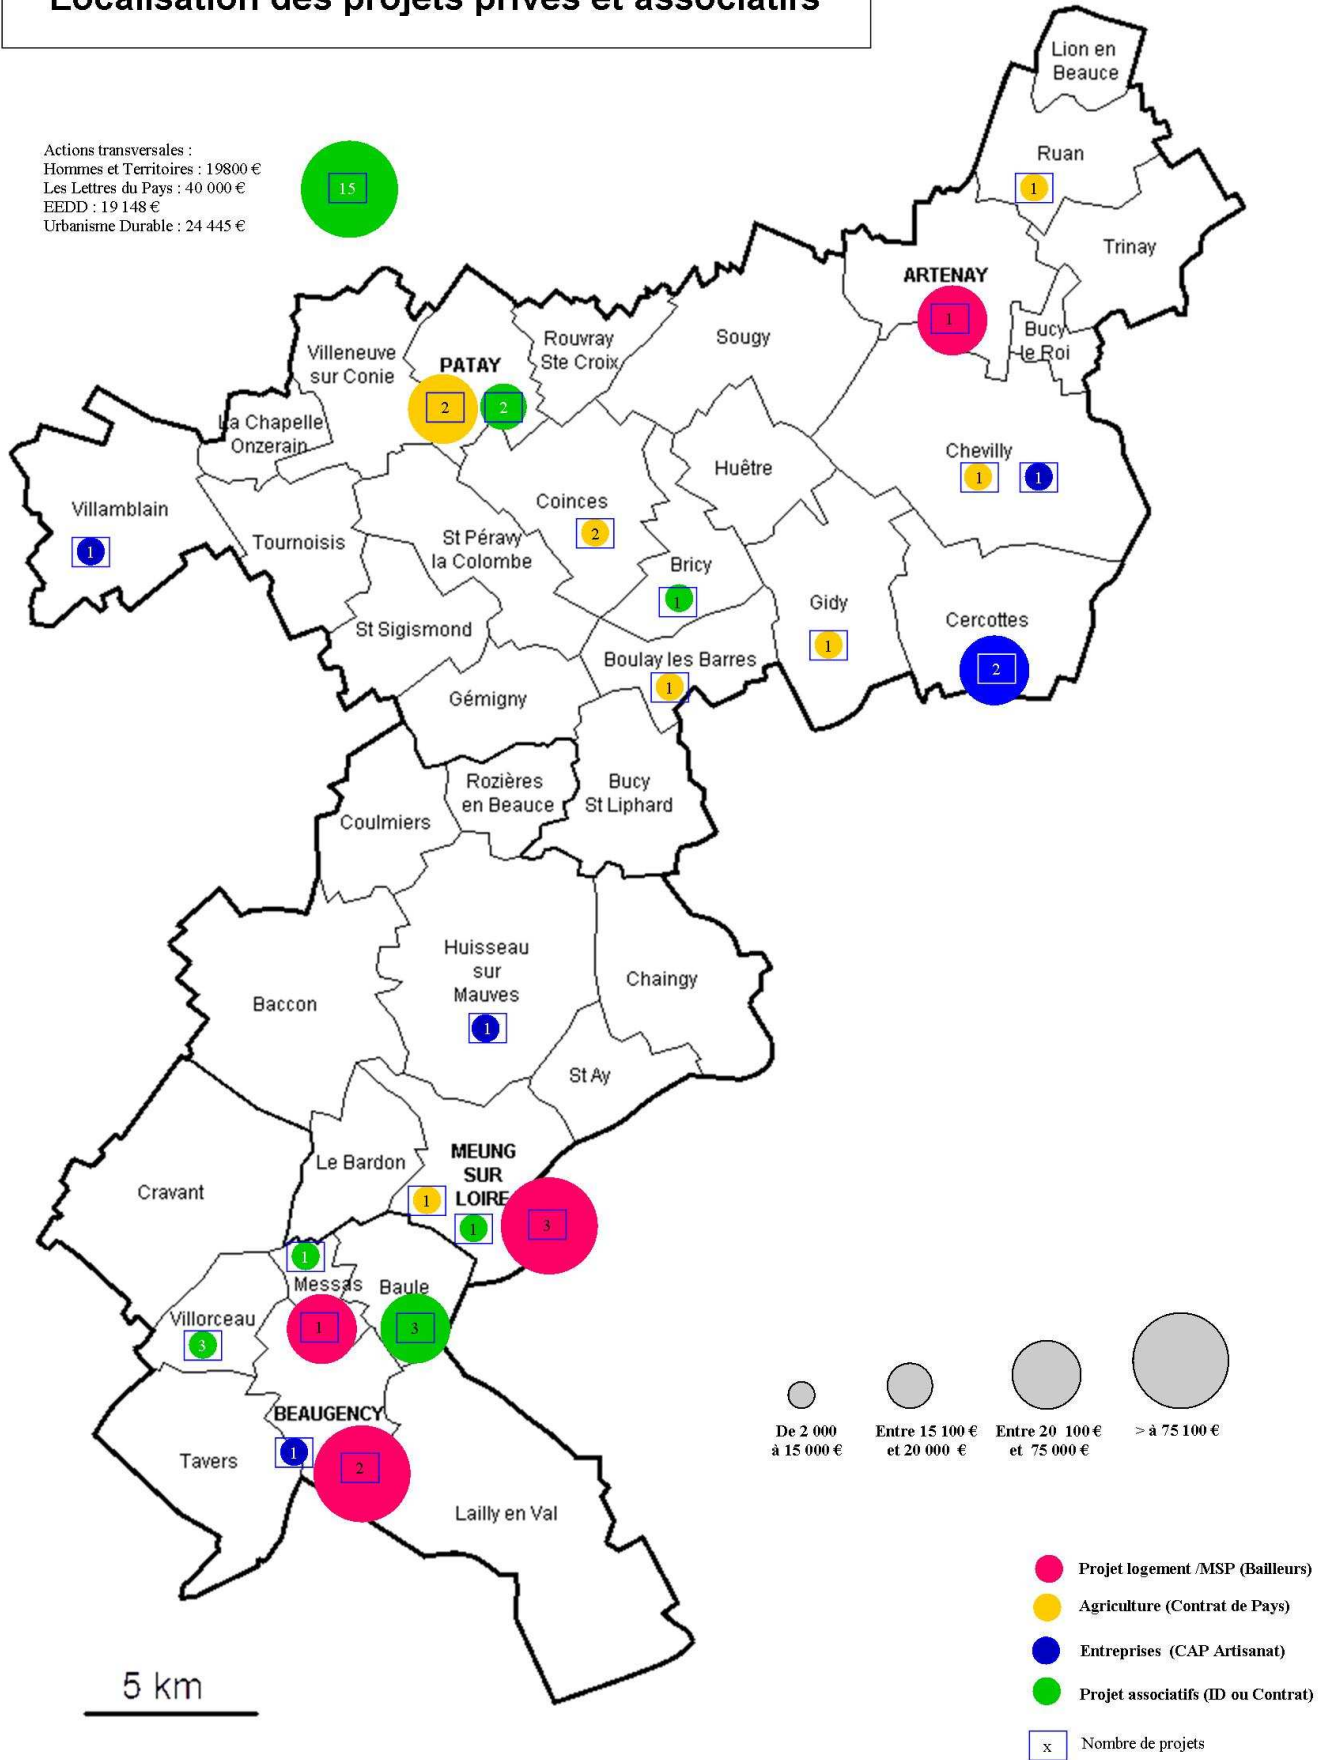 Localisation des projets privés et associatifs
Lion en
Beauce
Actions transversales :
Hommes et Territoires : 19800 €
Les Lettres du Pays : 40 000 €
EEDD : 19 148 €
Urbanisme Durable : 24 445 €
15
Ruan
1
Trinay
ARTENAY
1
Bucy
le Roi
Sougy
Rouvray
Ste Croix
Villeneuve
sur Conie
PATAY
2
2
La Chapelle
Onzerain
Chevilly
1
1
Huêtre
Villamblain
1
Coinces
2
Tournoisis
St Péravy
la Colombe
Bricy
1
Gidy
1
Cercottes
2
St Sigismond
Boulay les Barres
1
Gémigny
Rozières
en Beauce
Bucy
St Liphard
Coulmiers
Huisseau
sur
Mauves
1
Chaingy
Baccon
St Ay
MEUNG
SUR
LOIRE
1
1
3
Le Bardon
Cravant
1
Messas
1
Baule
3
Villorceau
3
BEAUGENCY
1
2
Tavers
Lailly en Val
De 2 000
à 15 000 €
Entre 15 100 €
et 20 000 €
Entre 20 100 €
et 75 000 €
> à 75 100 €
Projet logement /MSP (Bailleurs)
Agriculture (Contrat de Pays)
Entreprises (CAP Artisanat)
Projet associatifs (ID ou Contrat)
x Nombre de projets
5 km